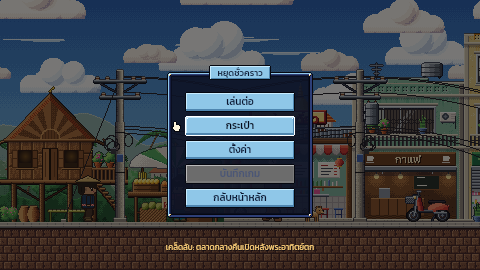 หยุดชั่วคราว
เล่นต่อ
กระเป๋า
ตั้งค่า
บันทึกเกม
กลับหน้าหลัก
กาแฟ
เคล็ดลับ: ตลาดกลางคืนเปิดหลังพระอาทิตย์ตก